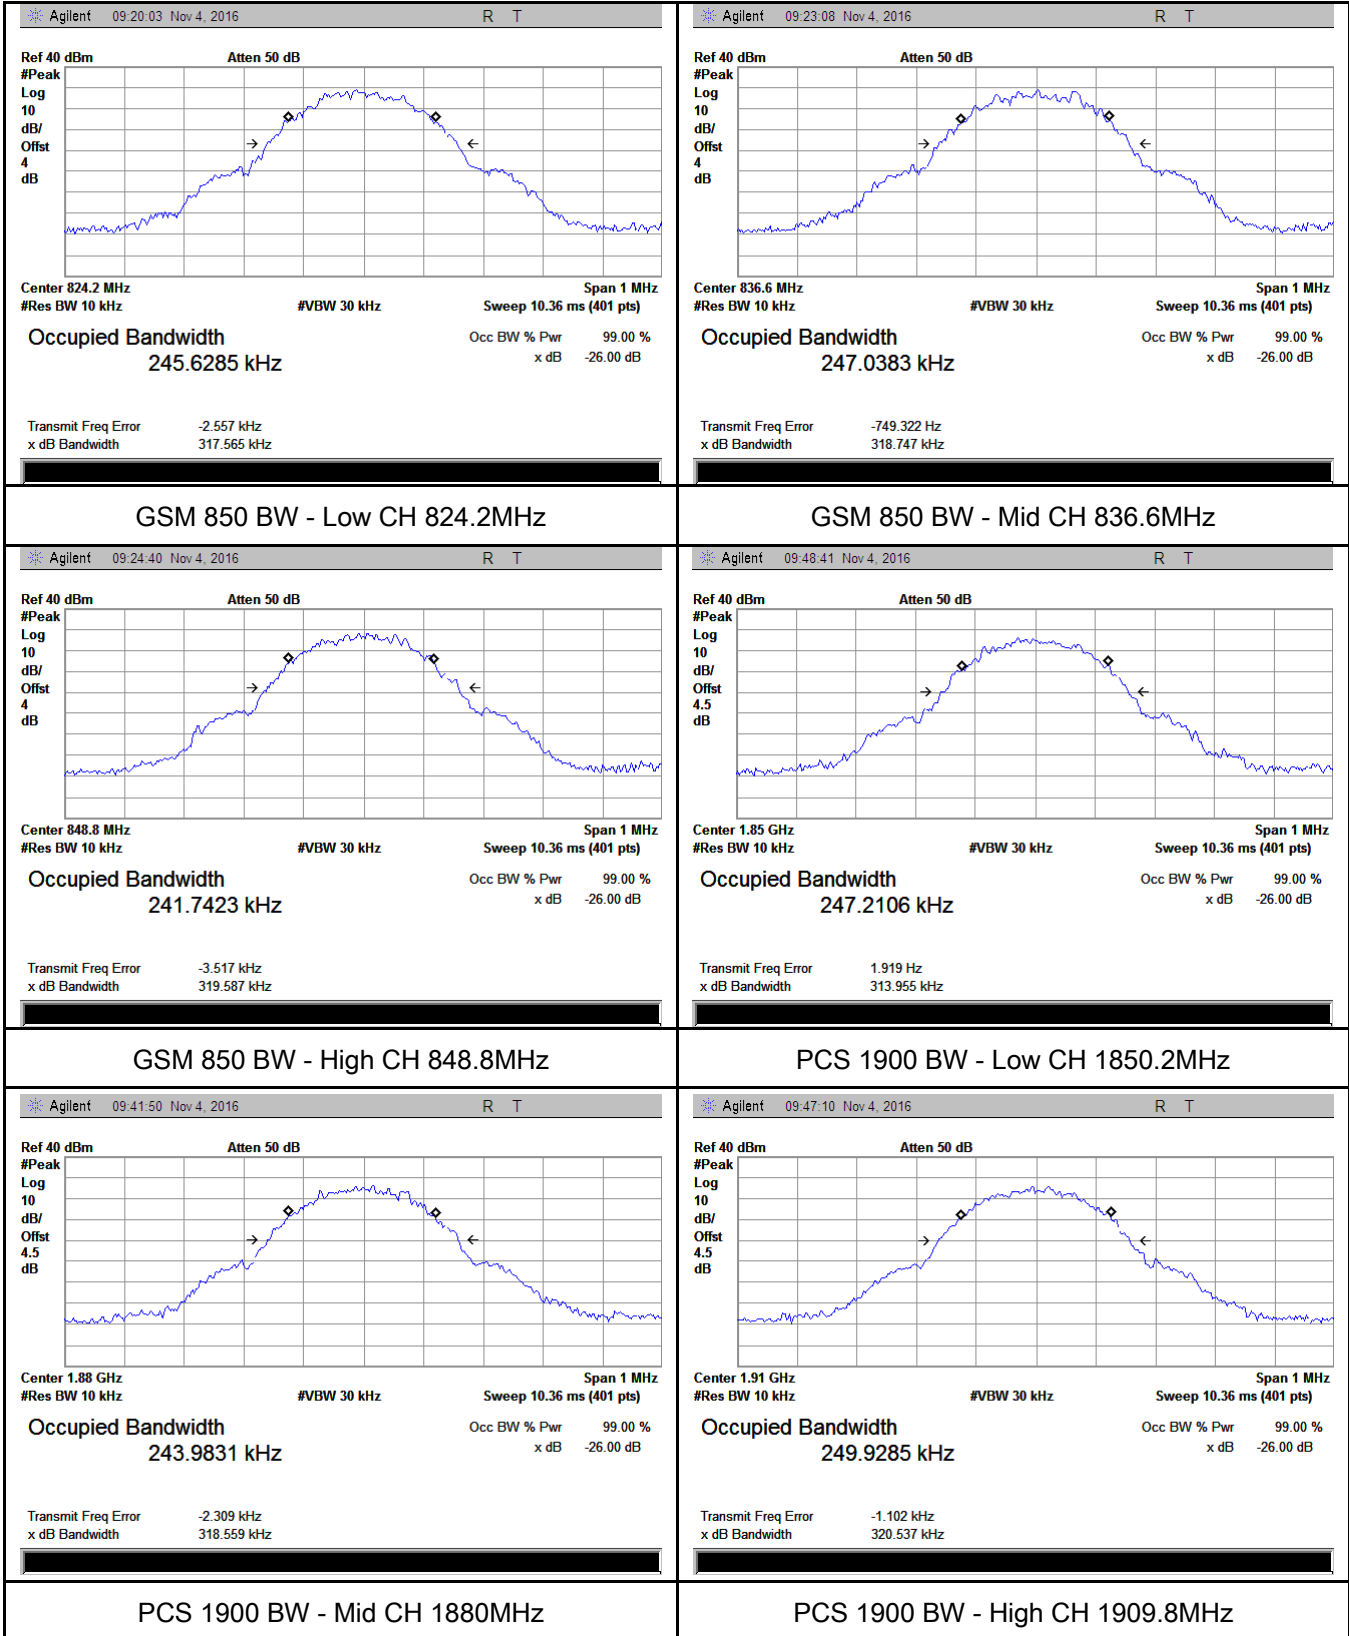 Agilent 09:20:03 Nov 4, 2016 R T
Ref 40 dBm Atten 50 dB
#Peak
Log
10
dB/
Offst
4
dB
Center 824.2 MHz Span 1 MHz
#Res BW 10 kHz #VBW 30 kHz Sweep 10.36 ms (401 pts)
Occupied Bandwidth Occ BW % Pwr 99.00 %
245.6285 kHz x dB -26.00 dB
Transmit Freq Error -2.557 kHz
x dB Bandwidth 317.565 kHz
GSM 850 BW - Low CH 824.2MHz
Agilent 09:23:08 Nov 4, 2016 R T
Ref 40 dBm Atten 50 dB
#Peak
Log
10
dB/
Offst
4
dB
Center 836.6 MHz Span 1 MHz
#Res BW 10 kHz #VBW 30 kHz Sweep 10.36 ms (401 pts)
Occupied Bandwidth Occ BW % Pwr 99.00 %
247.0383 kHz x dB -26.00 dB
Transmit Freq Error -749.322 Hz
x dB Bandwidth 318.747 kHz
GSM 850 BW - Mid CH 836.6MHz
Agilent 09:24:40 Nov 4, 2016 R T
Ref 40 dBm Atten 50 dB
#Peak
Log
10
dB/
Offst
4
dB
Center 848.8 MHz Span 1 MHz
#Res BW 10 kHz #VBW 30 kHz Sweep 10.36 ms (401 pts)
Occupied Bandwidth Occ BW % Pwr 99.00 %
241.7423 kHz x dB -26.00 dB
Transmit Freq Error -3.517 kHz
x dB Bandwidth 319.587 kHz
GSM 850 BW - High CH 848.8MHz
Agilent 09:48:41 Nov 4, 2016 R T
Ref 40 dBm Atten 50 dB
#Peak
Log
10
dB/
Offst
4.5
dB
Center 1.85 GHz Span 1 MHz
#Res BW 10 kHz #VBW 30 kHz Sweep 10.36 ms (401 pts)
Occupied Bandwidth Occ BW % Pwr 99.00 %
247.2106 kHz x dB -26.00 dB
Transmit Freq Error 1.919 Hz
x dB Bandwidth 313.955 kHz
PCS 1900 BW - Low CH 1850.2MHz
Agilent 09:41:50 Nov 4, 2016 R T
Ref 40 dBm Atten 50 dB
#Peak
Log
10
dB/
Offst
4.5
dB
Center 1.88 GHz Span 1 MHz
#Res BW 10 kHz #VBW 30 kHz Sweep 10.36 ms (401 pts)
Occupied Bandwidth Occ BW % Pwr 99.00 %
243.9831 kHz x dB -26.00 dB
Transmit Freq Error -2.309 kHz
x dB Bandwidth 318.559 kHz
PCS 1900 BW - Mid CH 1880MHz
Agilent 09:47:10 Nov 4, 2016 R T
Ref 40 dBm Atten 50 dB
#Peak
Log
10
dB/
Offst
4.5
dB
Center 1.91 GHz Span 1 MHz
#Res BW 10 kHz #VBW 30 kHz Sweep 10.36 ms (401 pts)
Occupied Bandwidth Occ BW % Pwr 99.00 %
249.9285 kHz x dB -26.00 dB
Transmit Freq Error -1.102 kHz
x dB Bandwidth 320.537 kHz
PCS 1900 BW - High CH 1909.8MHz